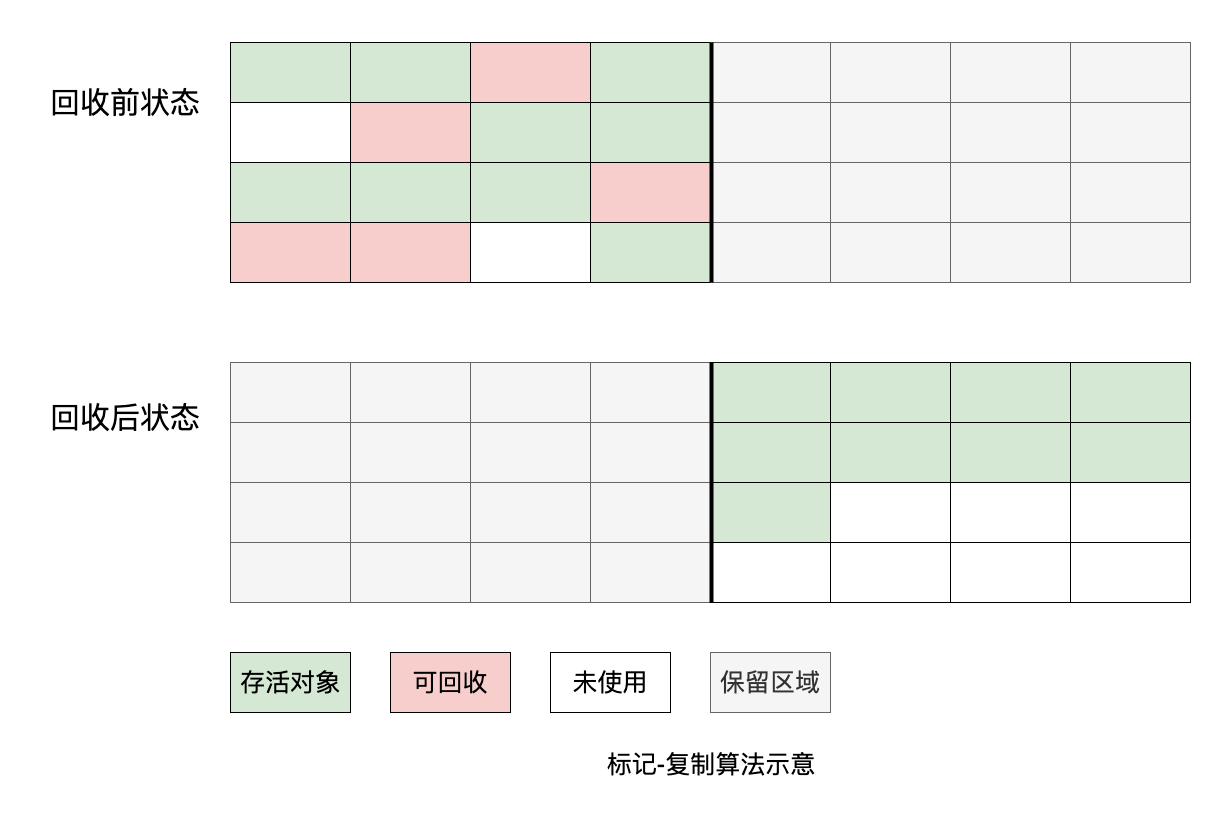 回收前状态
回收后状态
存活对象
可回收
未使用
保留区域
标记-复制算法示意